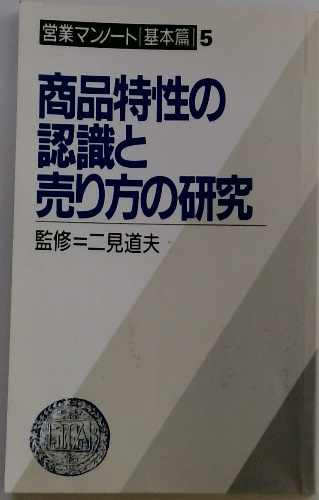 営業マンノート[基本篇]5
商品特性の
認識と
売り方の研究
監修=二見道夫